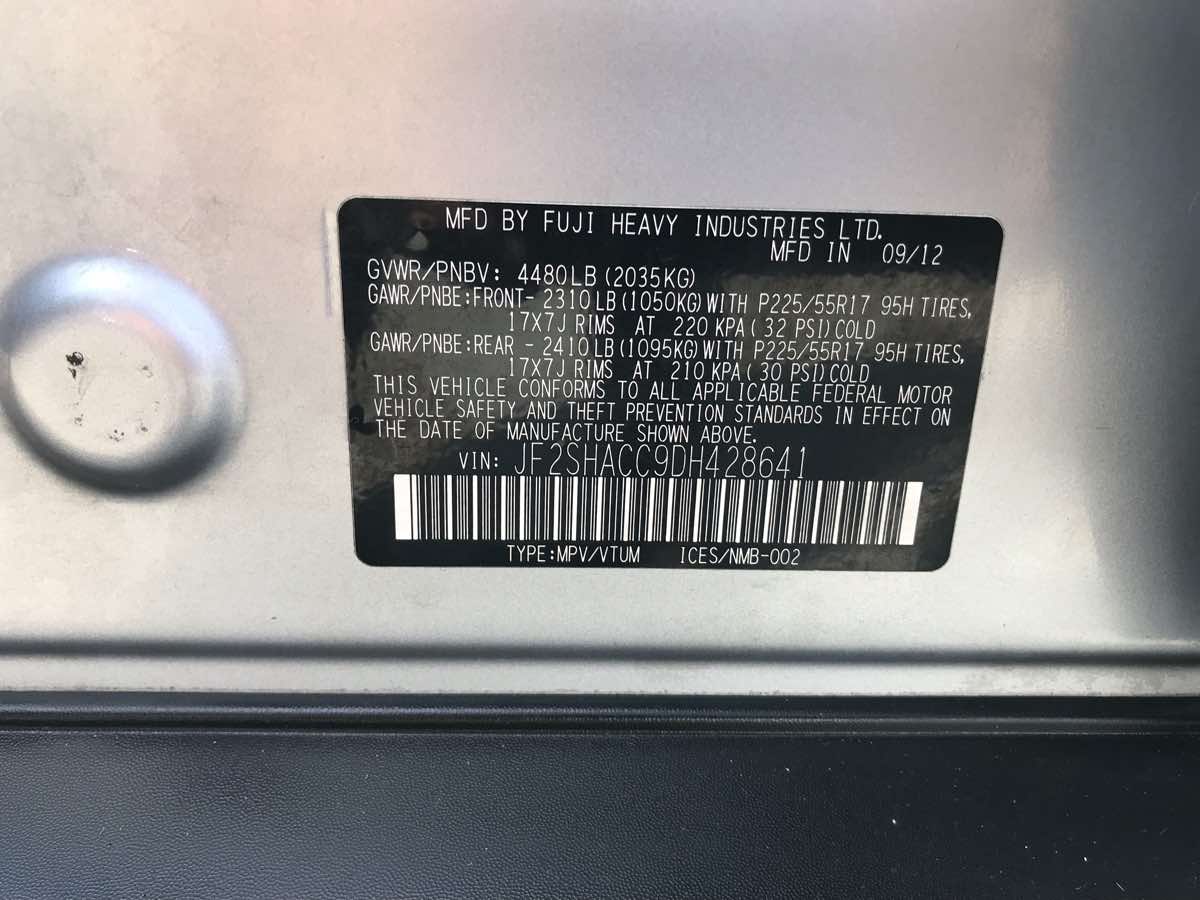 MFD BY FUJI HEAVY INDUSTRIES LTD.
MFD IN 09/12
GVWR/PNBV: 4480LB (2035KG)
GAWR/PNBE:FRONT- 2310LB (1050KG) WITH P225/55R17 95H TIRES,
17X7J RIMS AT 220 KPA (32 PSI) COLD
GAWR/PNBE:REAR - 2410LB (1095KG) WITH P225/55R17 95H TIRES,
17X7J RIMS AT 210 KPA (30 PSI) COLD
THIS VEHICLE CONFORMS TO ALL APPLICABLE FEDERAL MOTOR
VEHICLE SAFETY AND THEFT PREVENTION STANDARDS IN EFFECT ON
THE DATE OF MANUFACTURE SHOWN ABOVE.
VIN: JF2SHACC9DH428641
TYPE:MPV/VTUM ICES/NMB-002